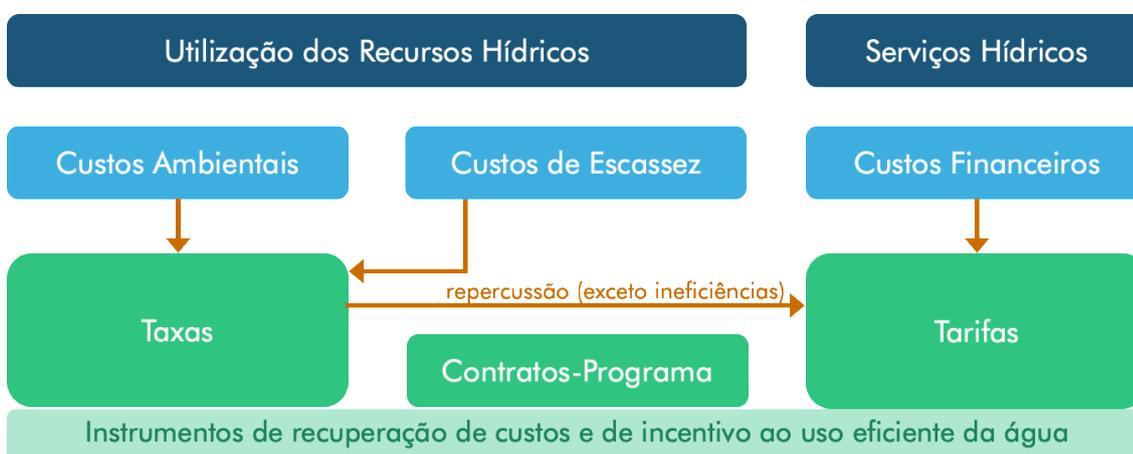 Utilização dos Recursos Hídricos
Serviços Hídricos
Custos Ambientais
Custos de Escassez
Custos Financeiros
repercussão (exceto ineficiências)
Taxas
Tarifas
Contratos-Programa
Instrumentos de recuperação de custos e de incentivo ao uso eficiente da água